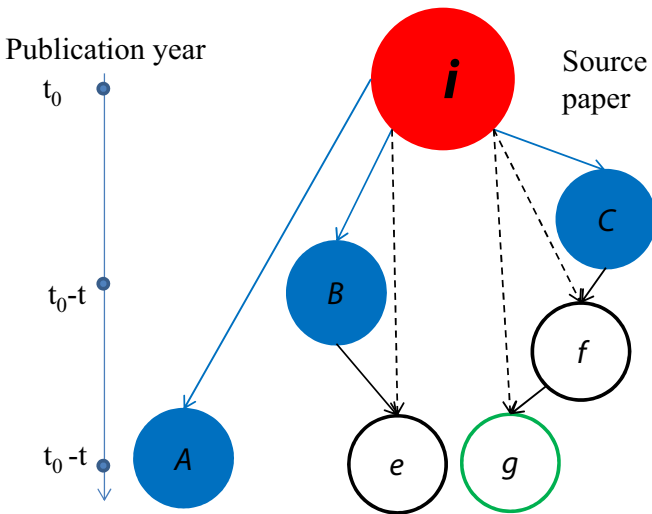 Publication year
Source
paper
t₀
i
C
t₀-t
B
f
t₀ -t
A
e
g